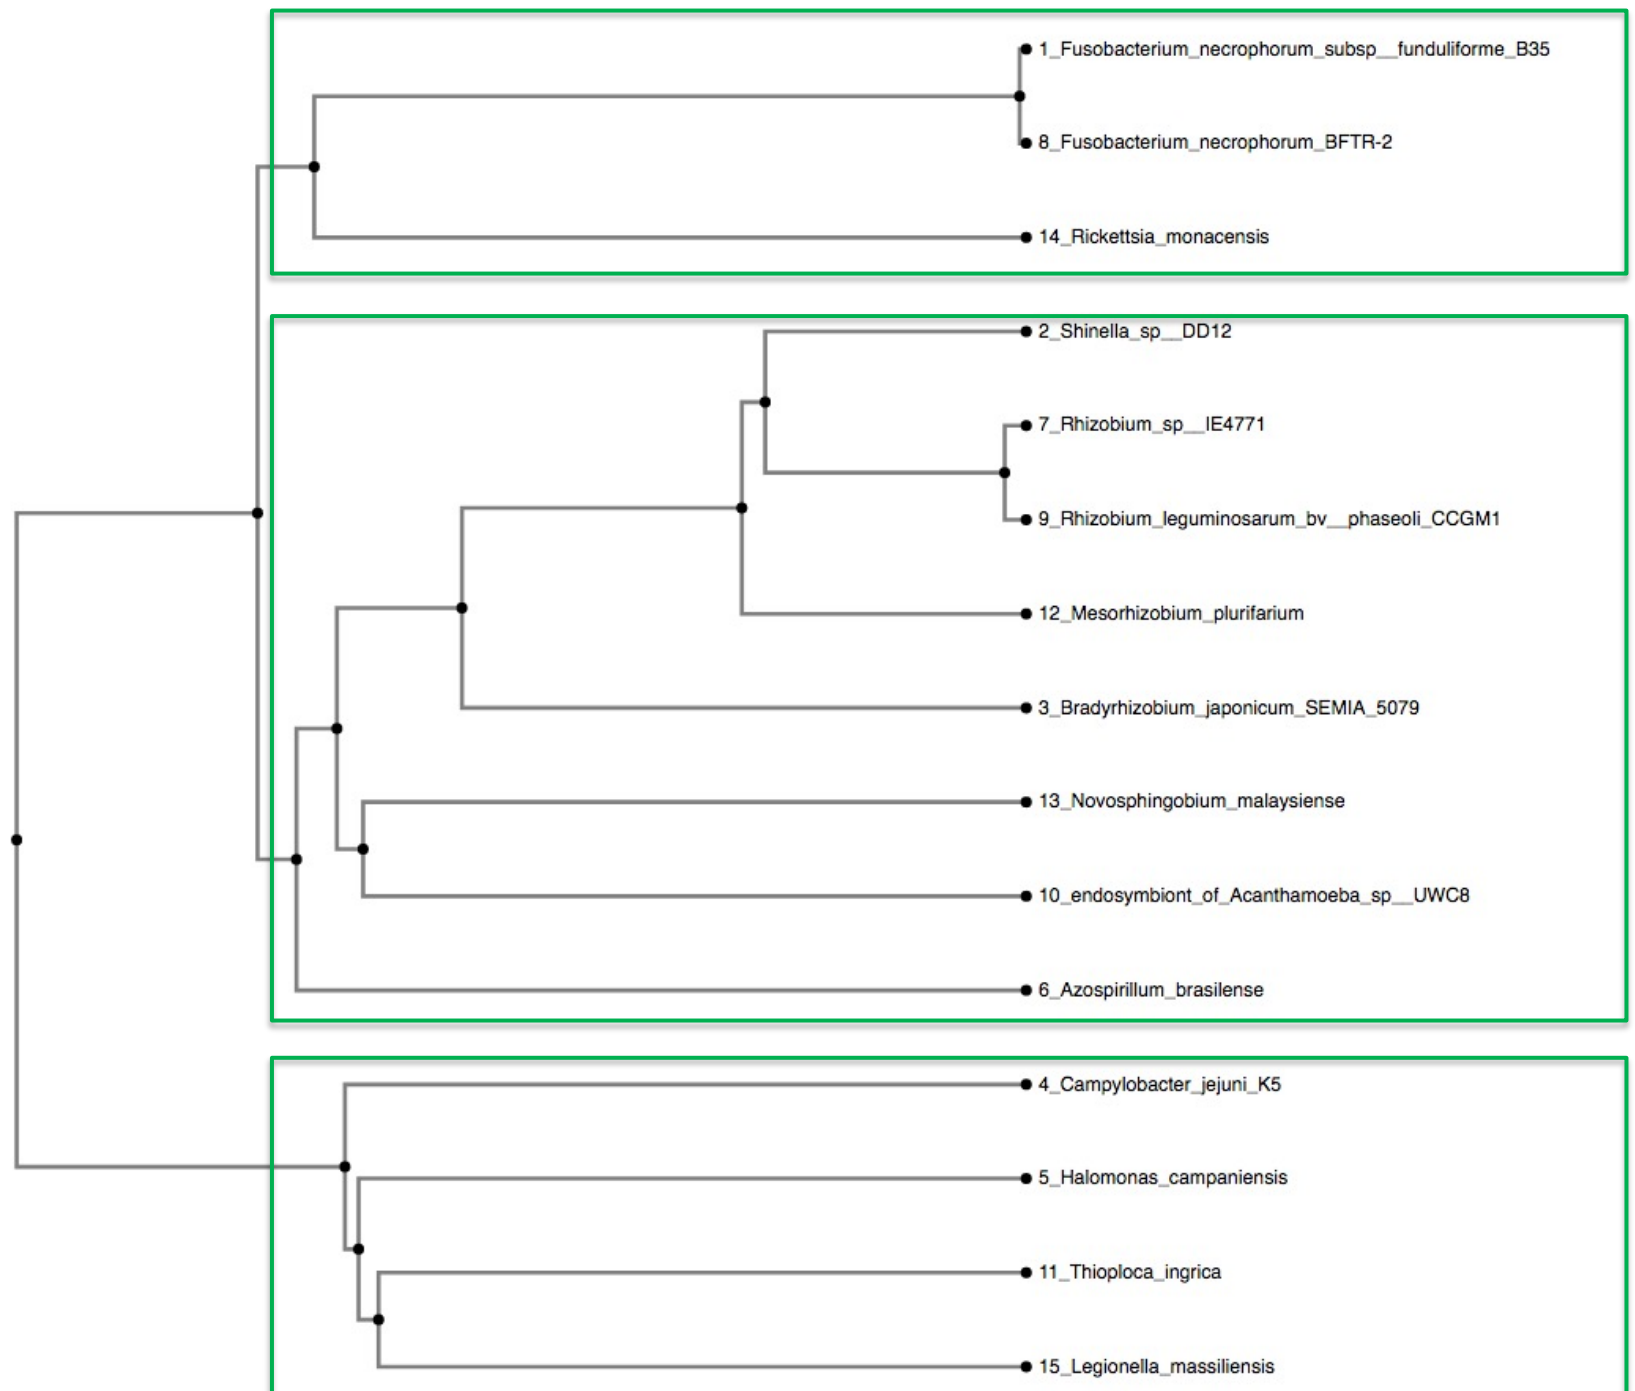 1_Fusobacterium_necrophorum_subsp__funduliforme_B35
8_Fusobacterium_necrophorum_BFTR-2
14_Rickettsia_monacensis
2_Shinella_sp__DD12
7_Rhizobium_sp__IE4771
9_Rhizobium_leguminosarum_bv__phaseoli_CCGM1
12_Mesorhizobium_plurifarium
3_Bradyrhizobium_japonicum_SEMIA_5079
13_Novosphingobium_malaysiense
10_endosymbiont_of_Acanthamoeba_sp__UWC8
6_Azospirillum_brasilense
4_Campylobacter_jejuni_K5
5_Halomonas_campaniensis
11_Thioploca_ingrica
15_Legionella_massiliensis